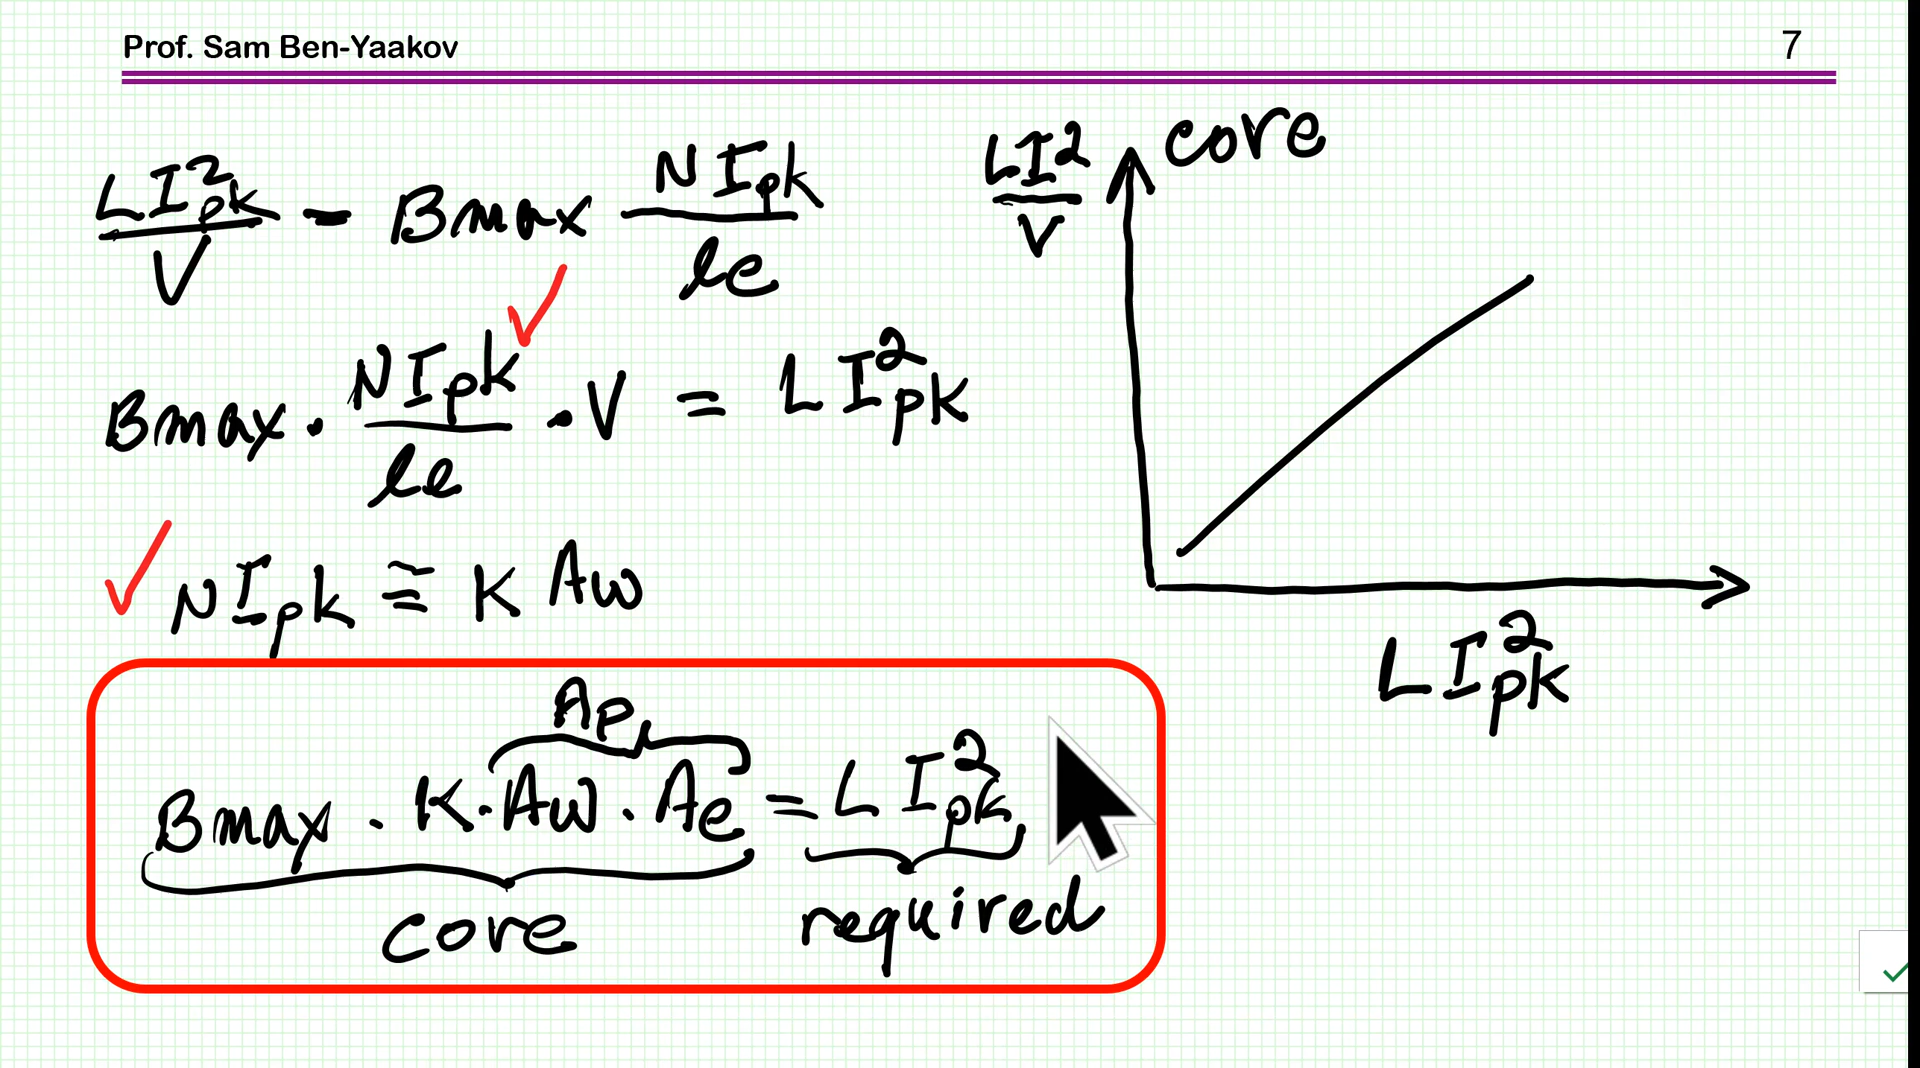 Prof. Sam Ben-Yaakov 7
LI²pk / V = Bmax NIpk / le
Bmax · NIpk / le · V = LI²pk
NIpk ≅ K Aw
Ap
Bmax · K · Aw · Ae = LI²pk
core required
LI² / V core
LI²pk